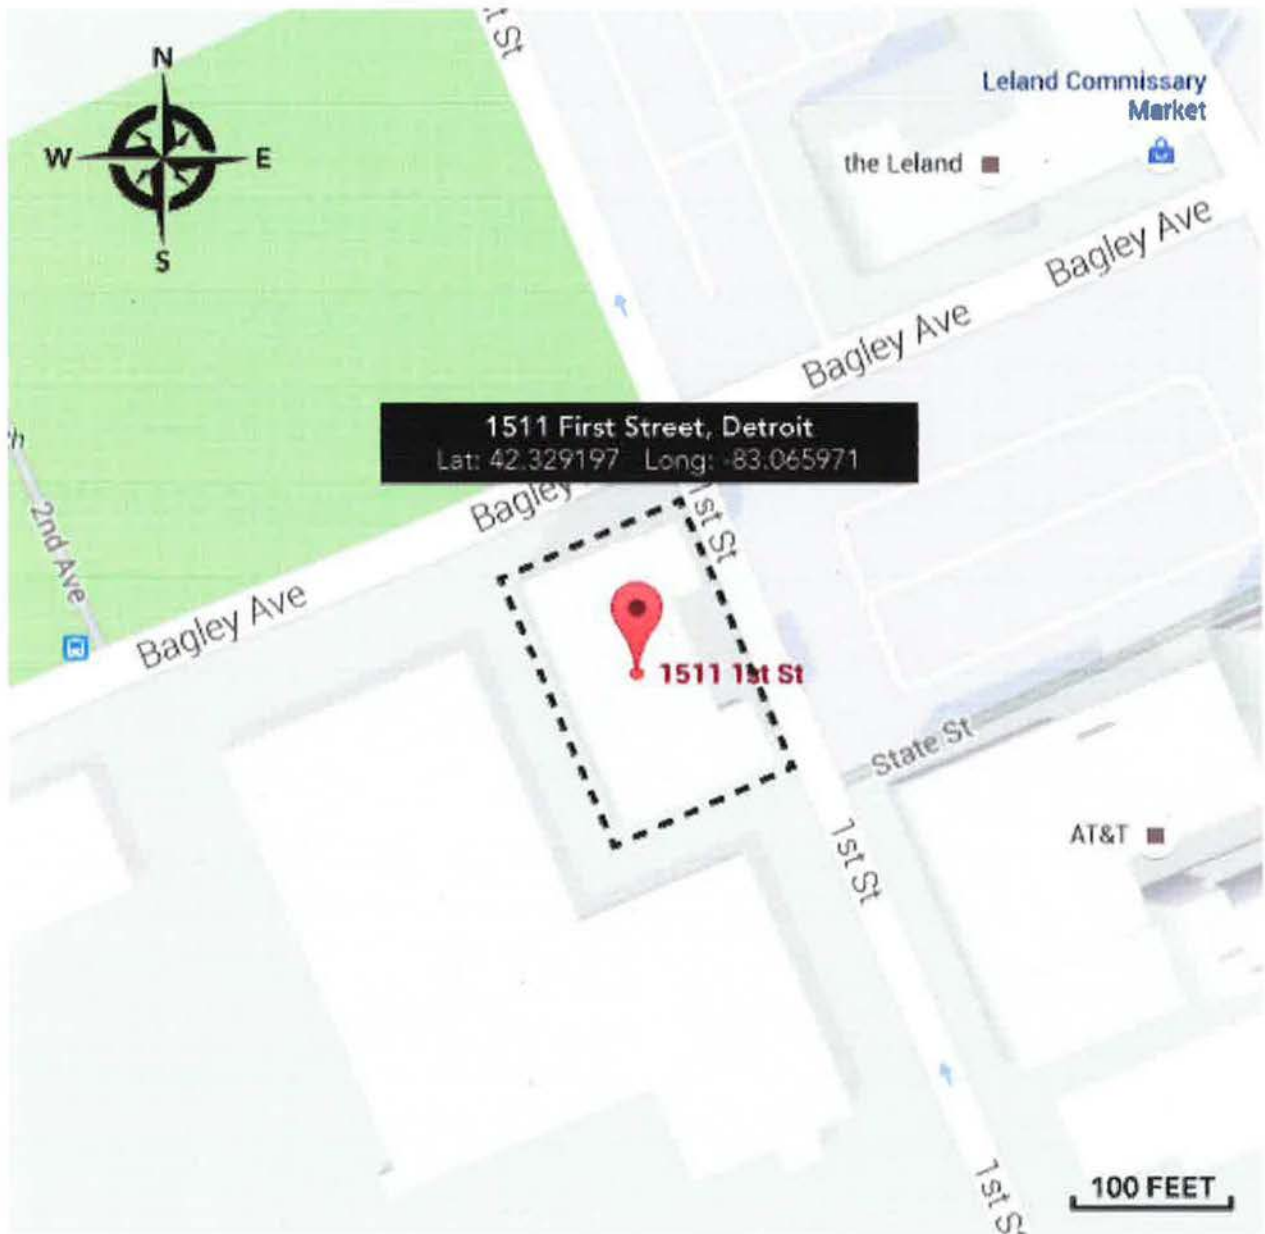 1st St
N
W E
S
Leland Commissary
Market
the Leland
Bagley Ave
Bagley Ave
1511 First Street, Detroit
Lat: 42.329197 Long: -83.065971
Bagley
1st St
2nd Ave
Bagley Ave
1511 1st St
State St
AT&T
1st St
100 FEET
1st St